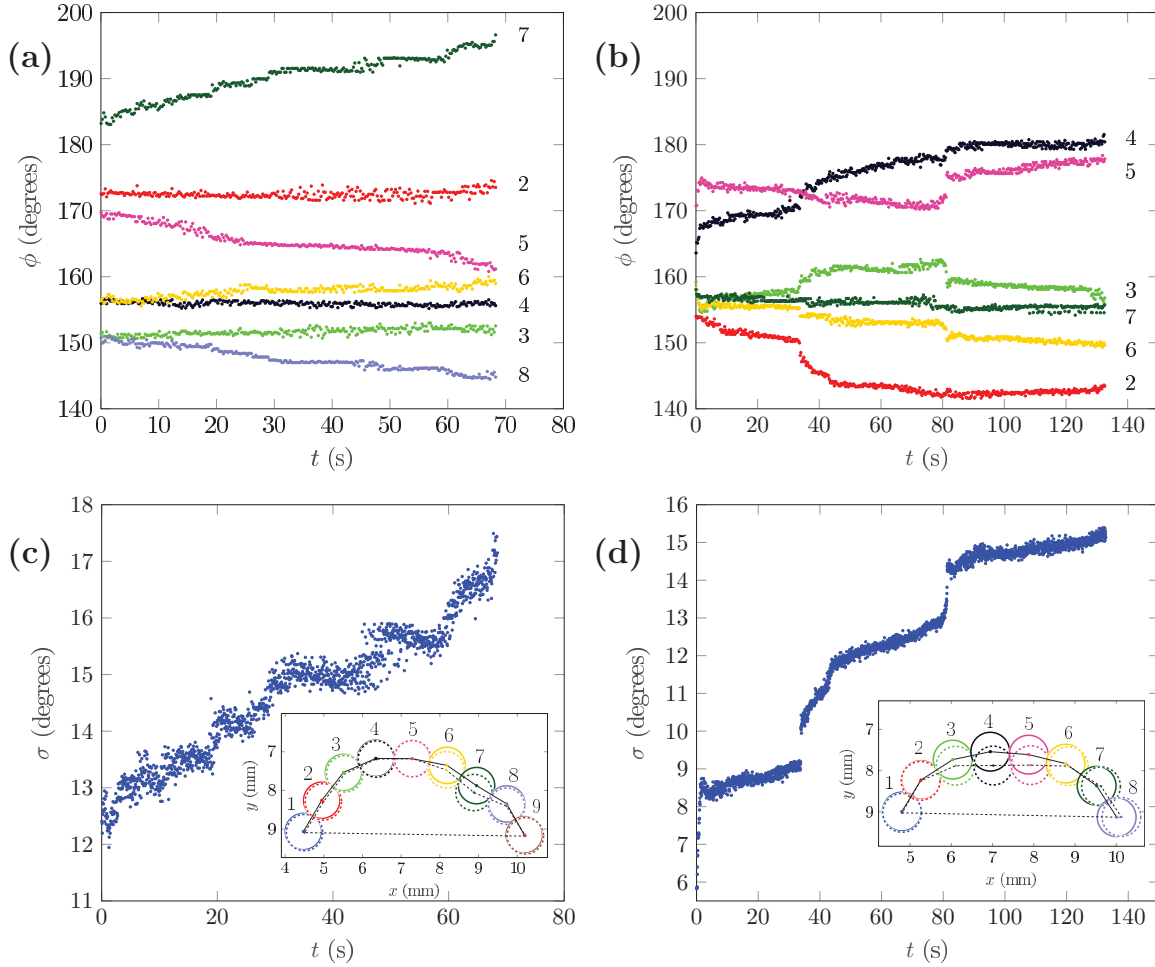 (a)
φ (degrees)
200
190
180
170
160
150
140
0 10 20 30 40 50 60 70 80
t (s)
7
2
5
6
4
3
8
(b)
φ (degrees)
200
190
180
170
160
150
140
0 20 40 60 80 100 120 140
t (s)
4
5
3
7
6
2
(c)
σ (degrees)
18
17
16
15
14
13
12
11
0 20 40 60 80
t (s)
1 2 3 4 5 6 7 8 9
y (mm)
7
8
9
4 5 6 7 8 9 10
x (mm)
(d)
σ (degrees)
16
15
14
13
12
11
10
9
8
7
6
0 20 40 60 80 100 120 140
t (s)
1 2 3 4 5 6 7 8
y (mm)
7
8
9
5 6 7 8 9 10
x (mm)